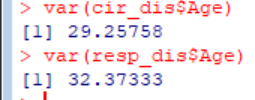 > var(cir_dis$Age)
[1] 29.25758
> var(resp_dis$Age)
[1] 32.37333
>